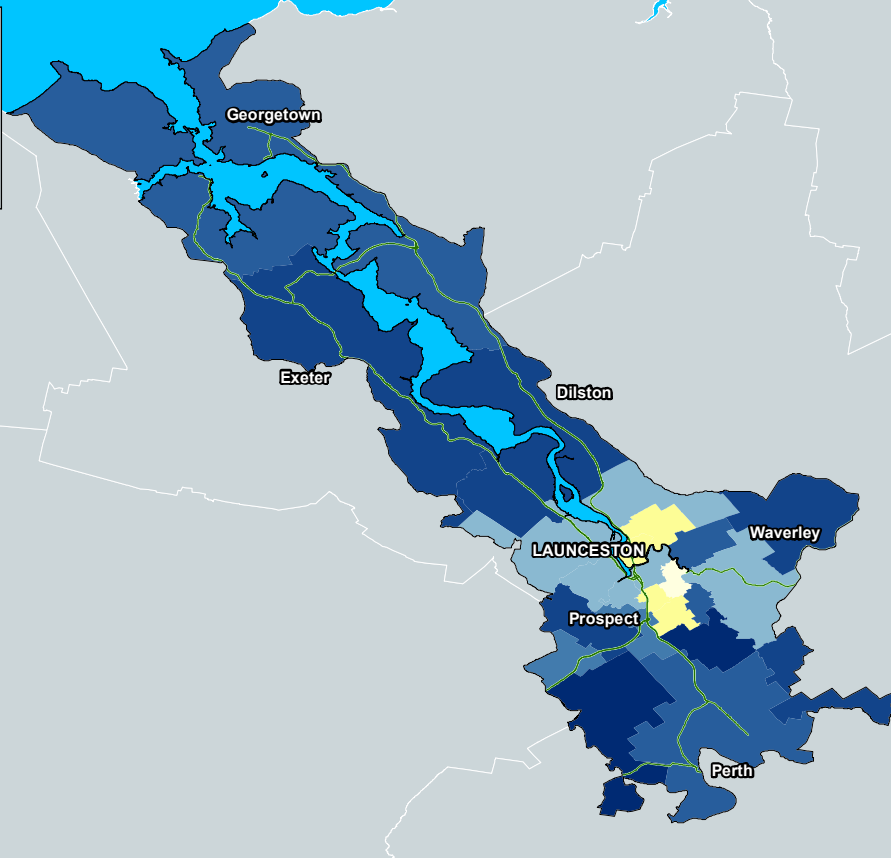 Georgetown
Exeter
Dilston
Waverley
LAUNCESTON
Prospect
Perth